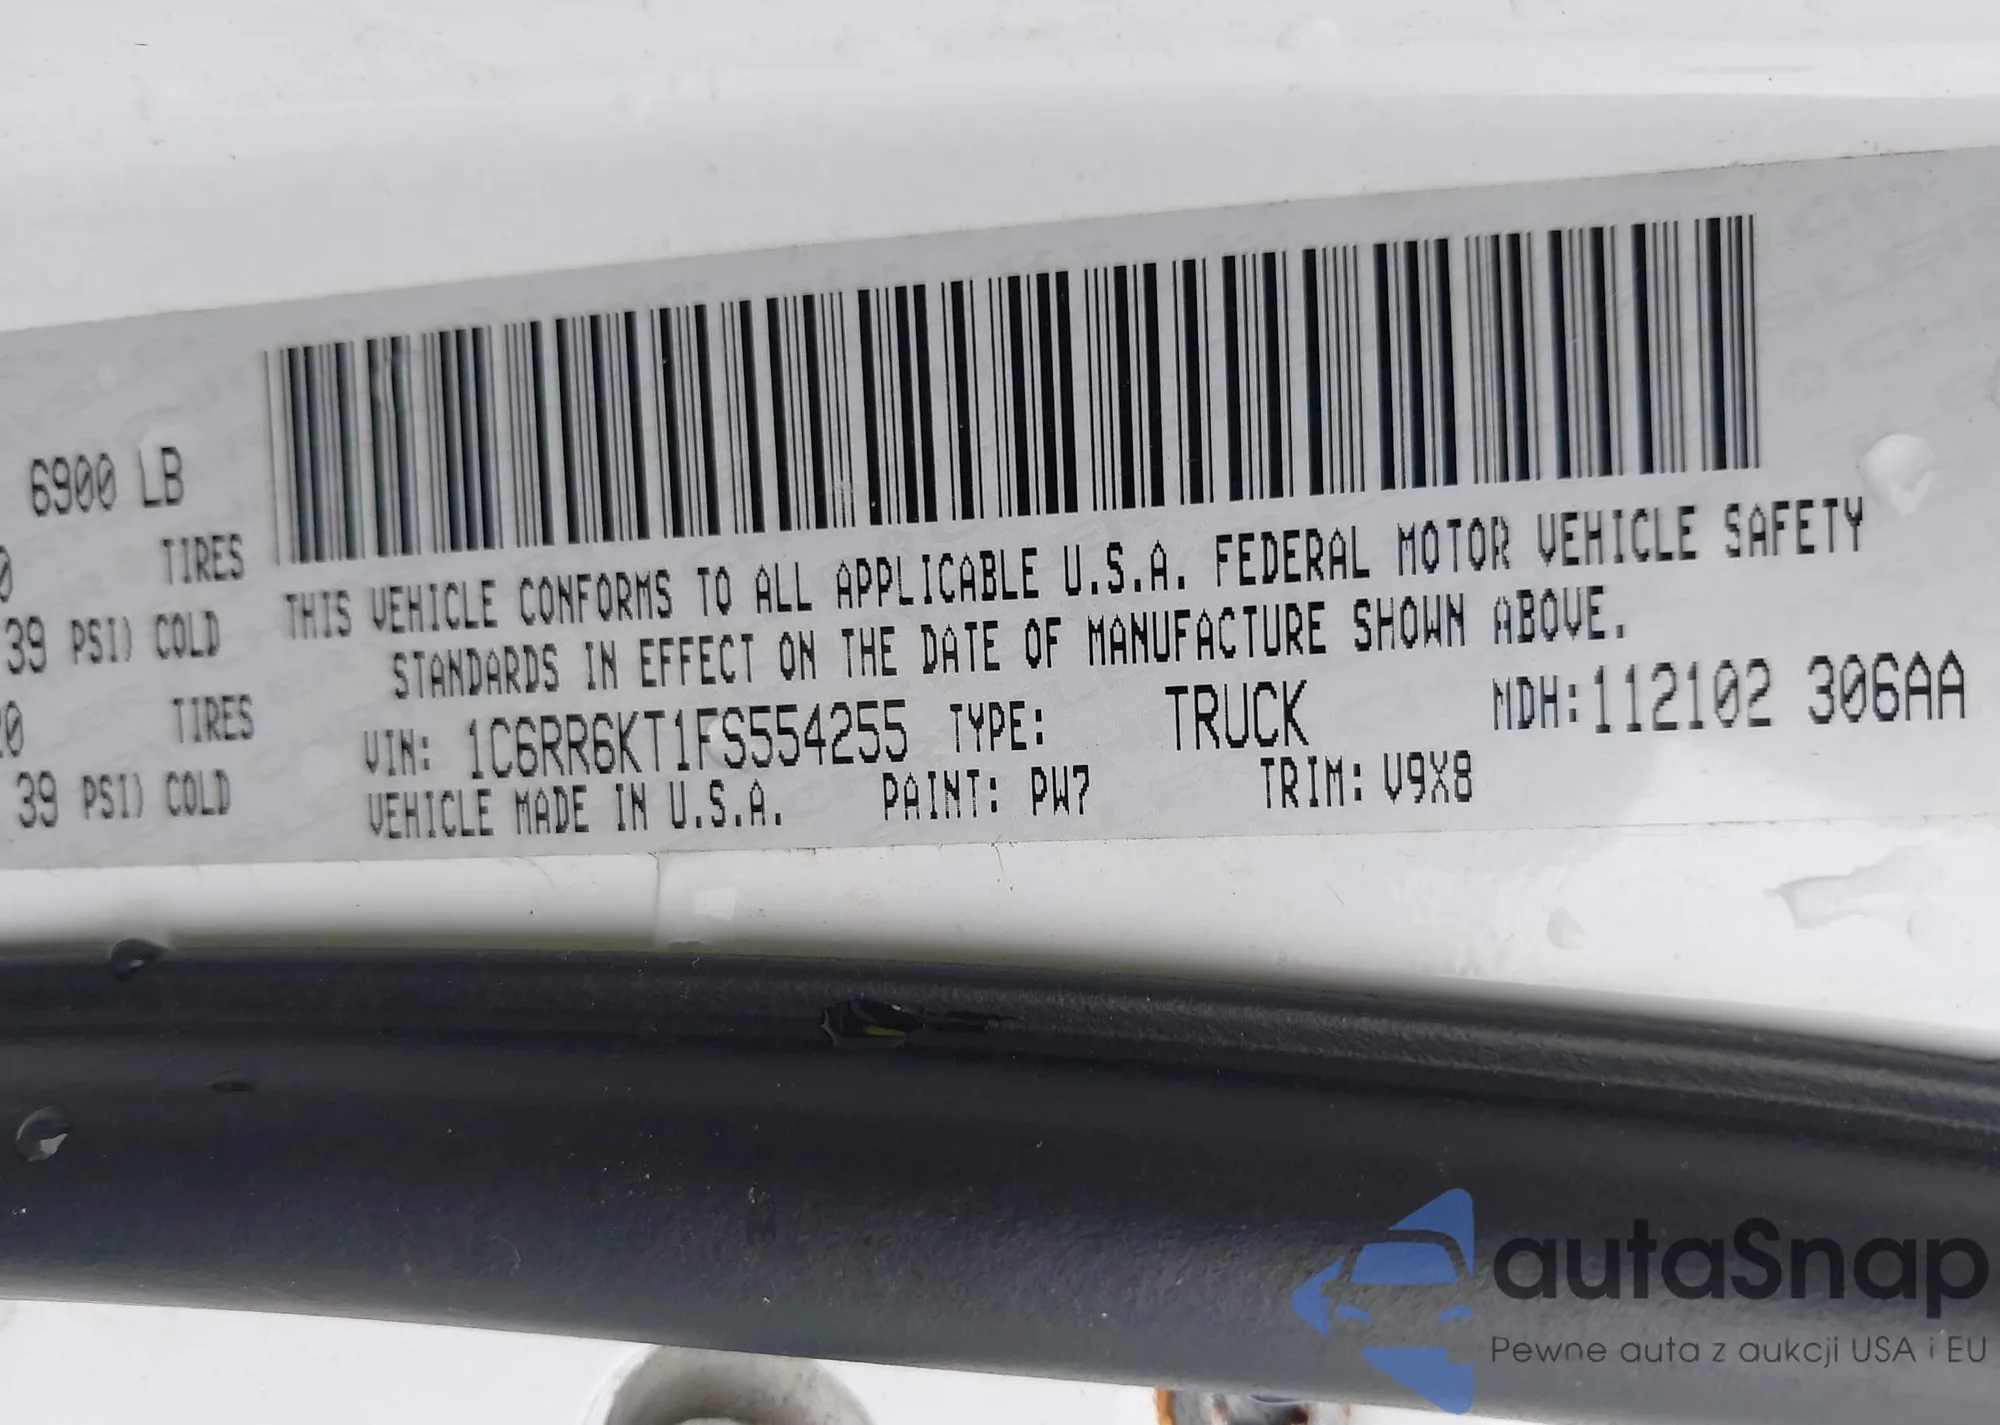 6900 LB
TIRES
39 PSI) COLD
20 TIRES
39 PSI) COLD
THIS VEHICLE CONFORMS TO ALL APPLICABLE U.S.A. FEDERAL MOTOR VEHICLE SAFETY
STANDARDS IN EFFECT ON THE DATE OF MANUFACTURE SHOWN ABOVE.
VIN: 1C6RR6KT1FS554255 TYPE: TRUCK MDH:112102 306AA
VEHICLE MADE IN U.S.A. PAINT: PW7 TRIM: V9X8
autaSnap
Pewne auta z aukcji USA i EU